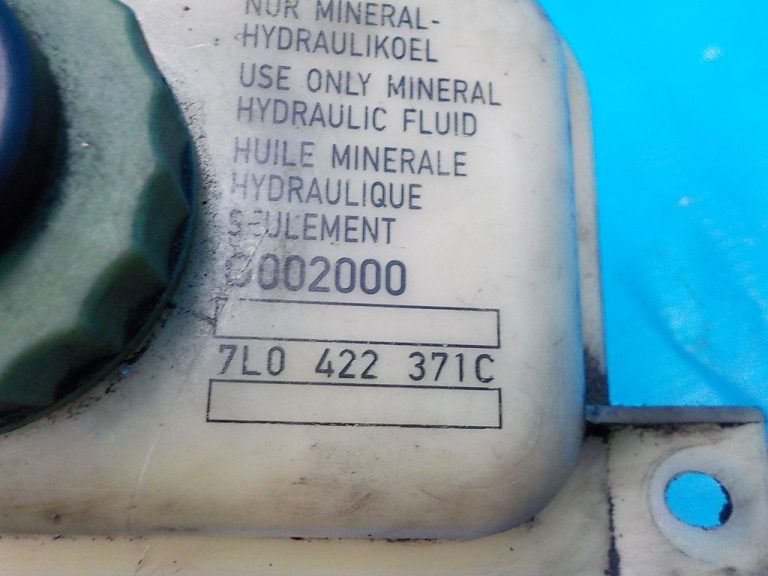 NUR MINERAL-
HYDRAULIKOEL
USE ONLY MINERAL
HYDRAULIC FLUID
HUILE MINERALE
HYDRAULIQUE
SEULEMENT
G002000
7L0 422 371C